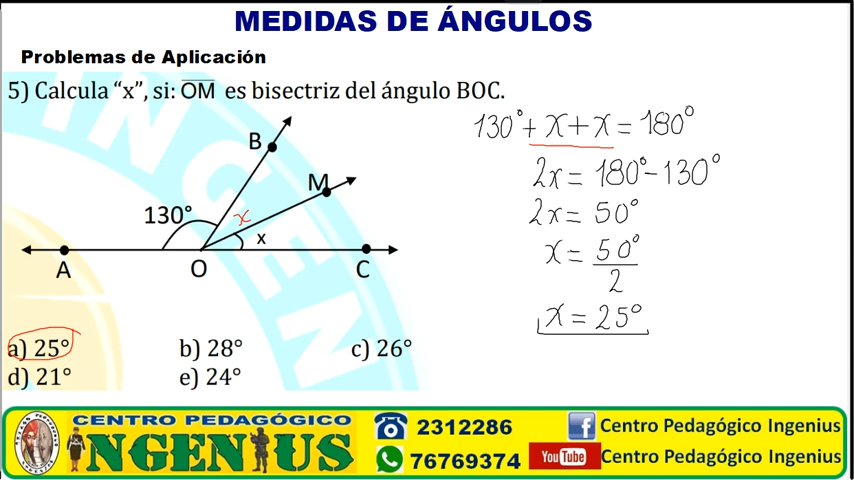 MEDIDAS DE ÁNGULOS
Problemas de Aplicación
5) Calcula “x”, si: O͞M͞ es bisectriz del ángulo BOC.
130° + x + x = 180°
2x = 180° - 130°
2x = 50°
x = 50°/2
x = 25°
B
M
130°
x
x
A
O
C
a) 25° b) 28° c) 26°
d) 21° e) 24°
CENTRO PEDAGÓGICO
INGENIUS
2312286
76769374
f Centro Pedagógico Ingenius
YouTube Centro Pedagógico Ingenius